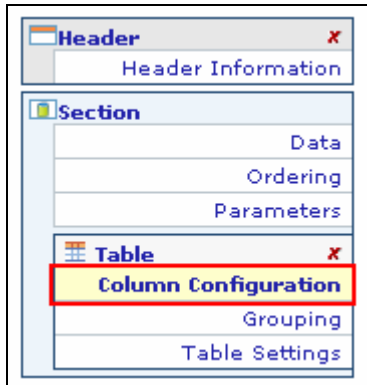 Header x
Header Information
Section
Data
Ordering
Parameters
Table x
Column Configuration
Grouping
Table Settings